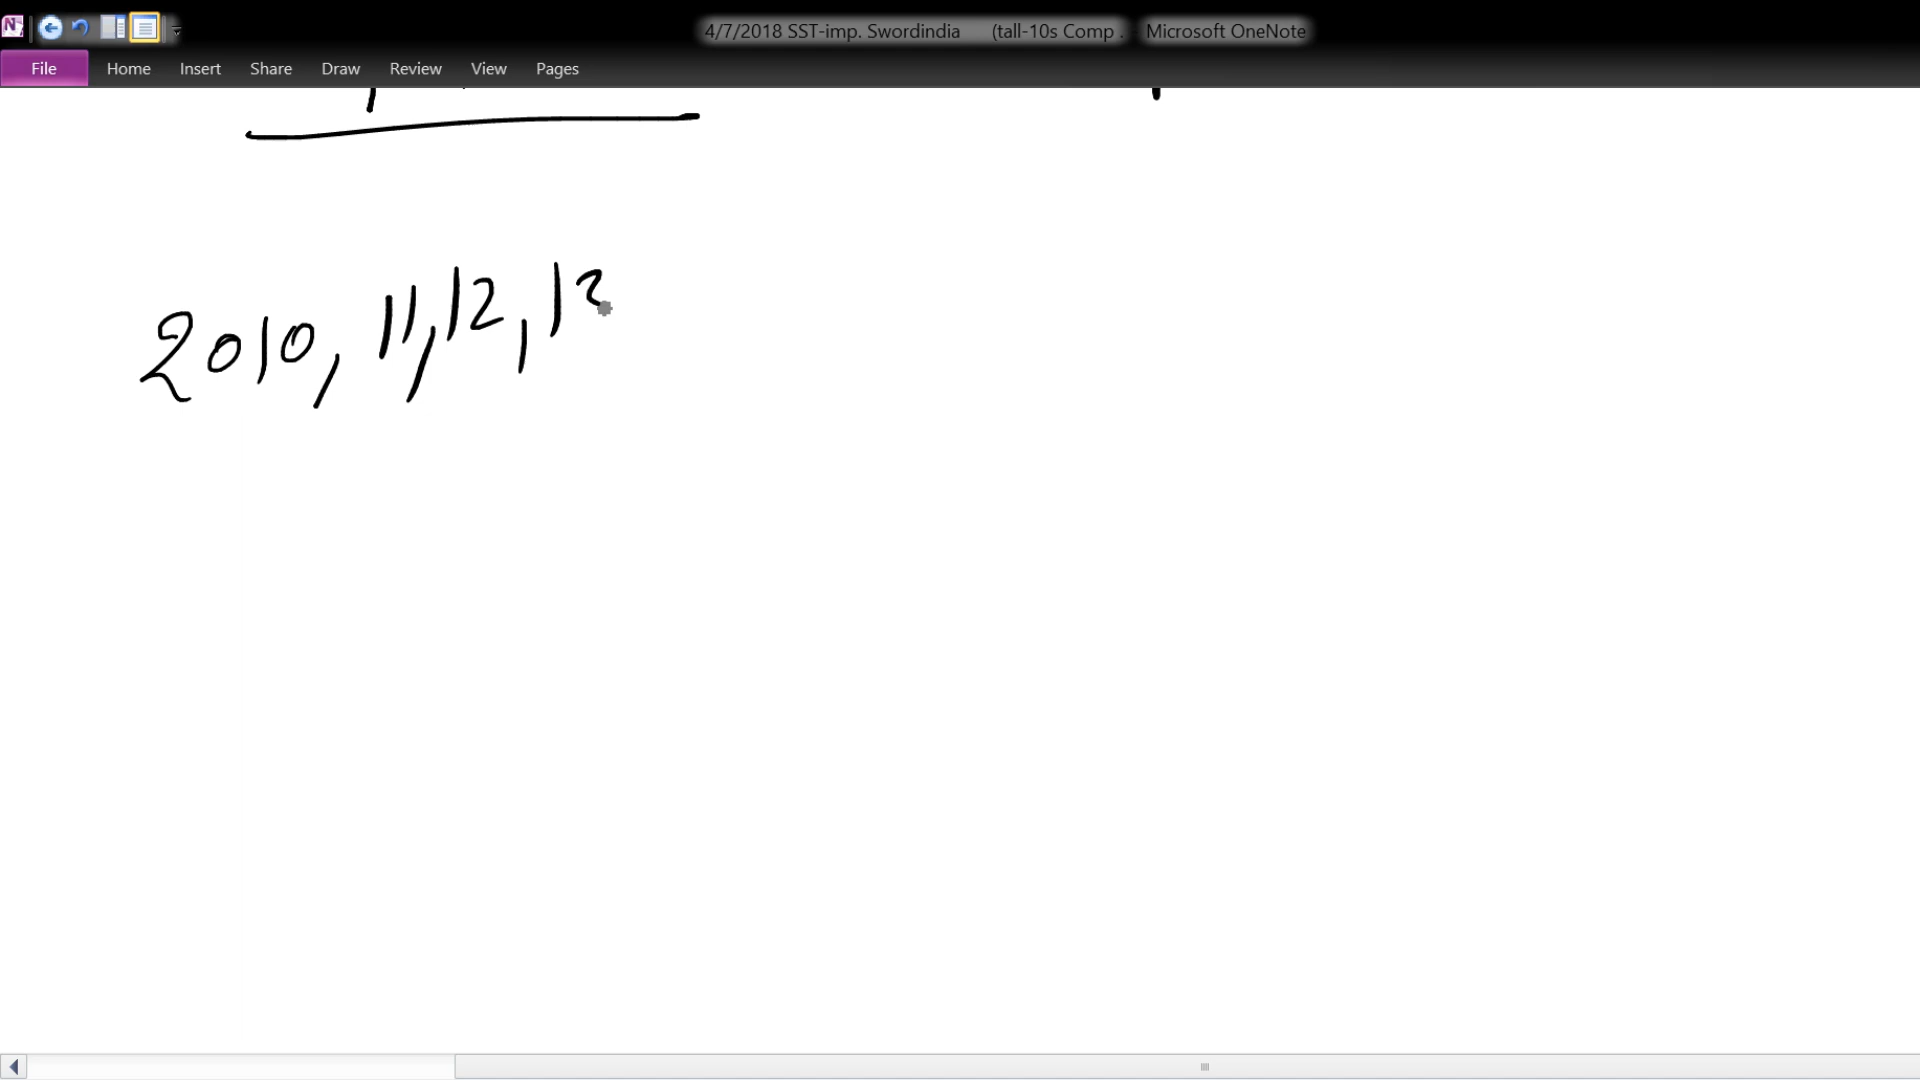 4/7/2018 SST-imp. Swordindia (tall-10s Comp . Microsoft OneNote
File Home Insert Share Draw Review View Pages
2010, 11, 12, 13